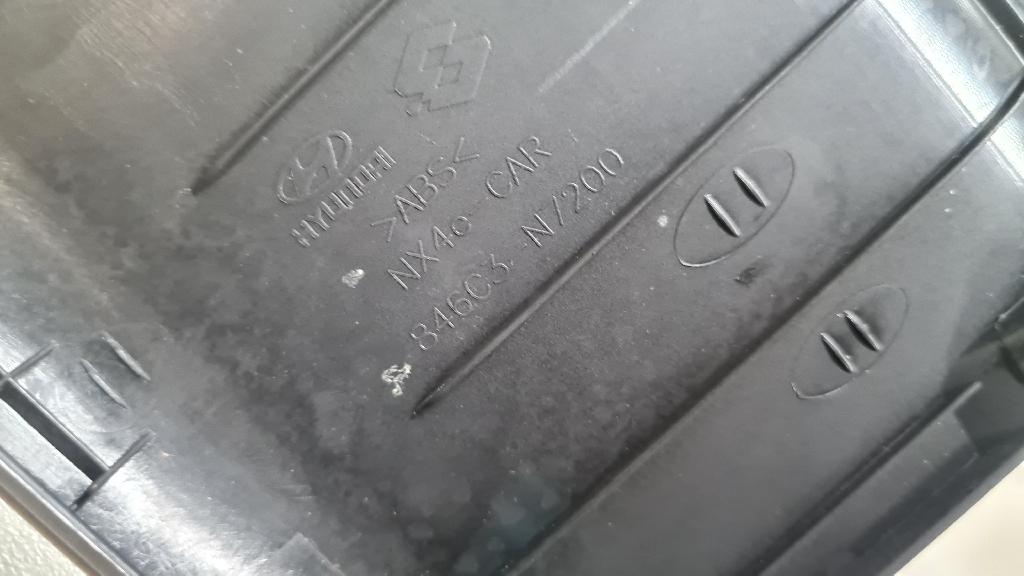 HYUNDAI
>ABS<
NX4e-CAR
846C3-N7200